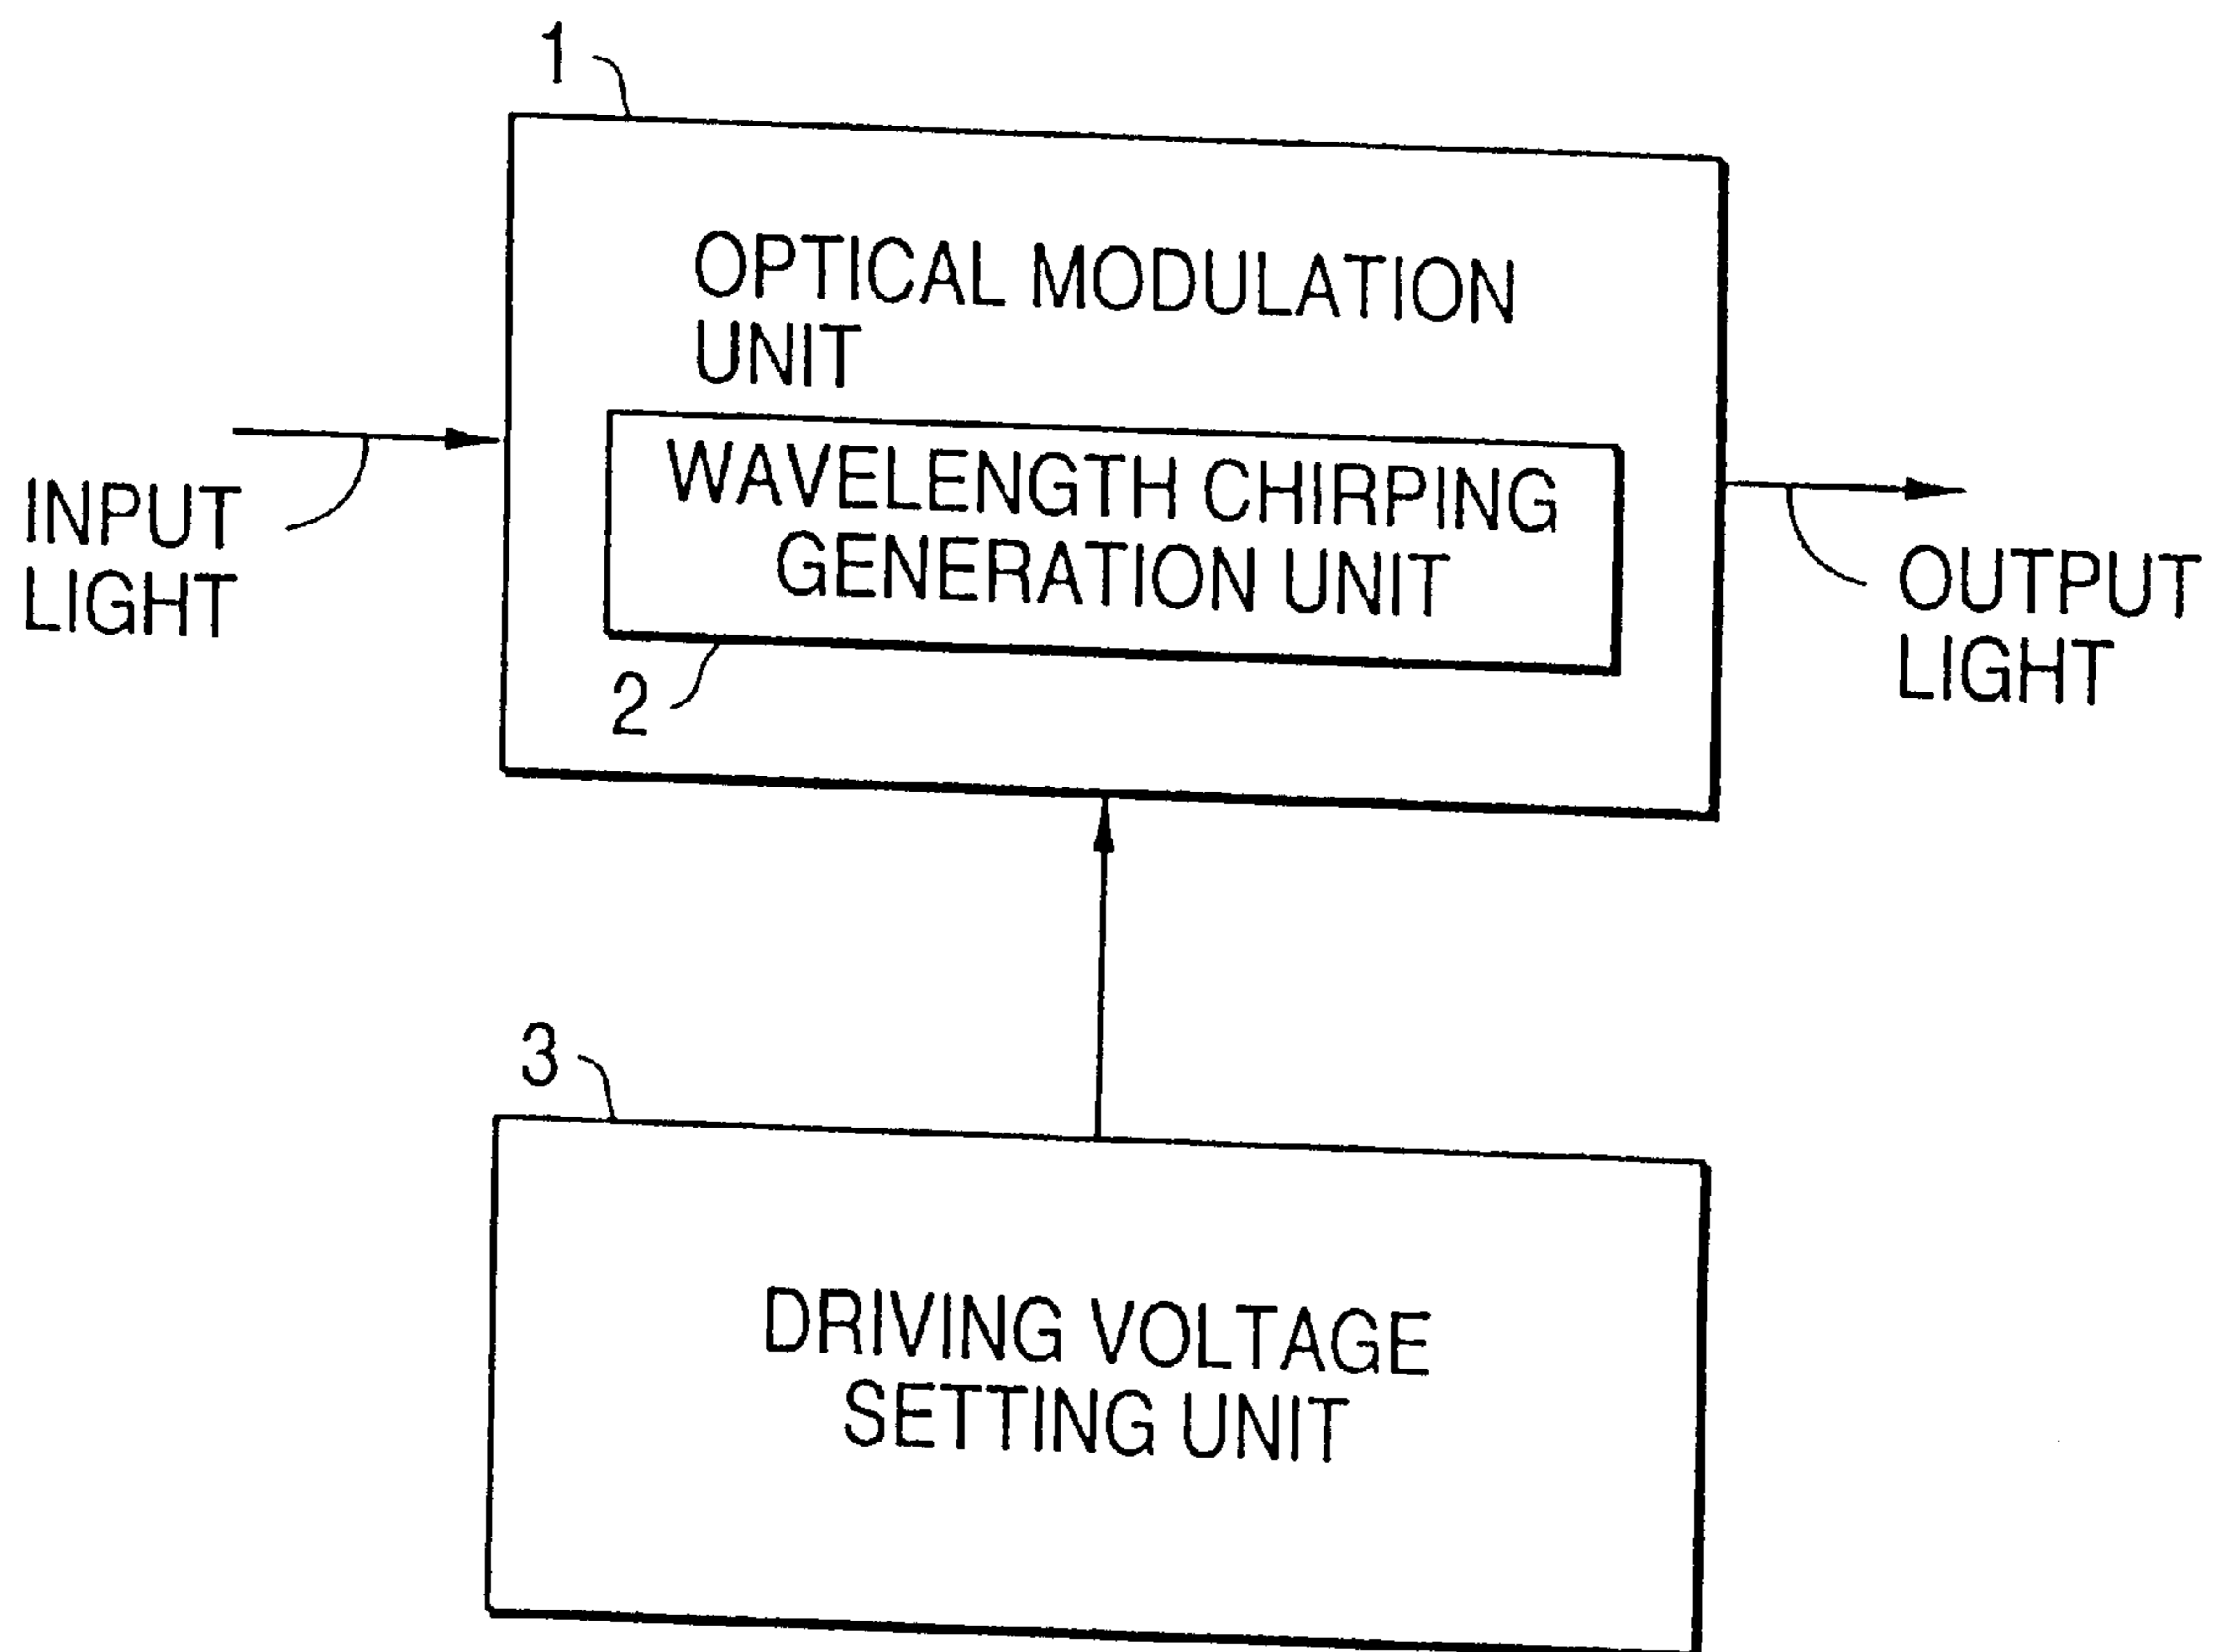 1
OPTICAL MODULATION
UNIT
WAVELENGTH CHIRPING
GENERATION UNIT
2
INPUT
LIGHT
OUTPUT
LIGHT
3
DRIVING VOLTAGE
SETTING UNIT